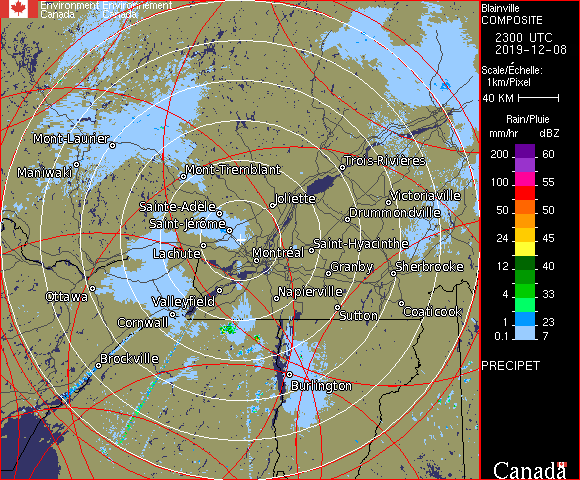 Environment Environnement
Canada Canada
Blainville
COMPOSITE
2300 UTC
2019-12-08
Scale/Échelle:
1km/Pixel
40 KM
Rain/Pluie
mm/hr dBZ
200 60
100 55
50 50
24 45
12 40
4 33
1 23
0.1 7
PRECIPET
Canada
Mont-Laurier
Maniwaki
Mont-Tremblant
Trois-Rivières
Joliette
Victoriaville
Sainte-Adèle
Drummondville
Saint-Jérôme
Lachute
Montréal
Saint-Hyacinthe
Granby
Sherbrooke
Ottawa
Valleyfield
Napierville
Cornwall
Sutton
Coaticook
Brockville
Burlington